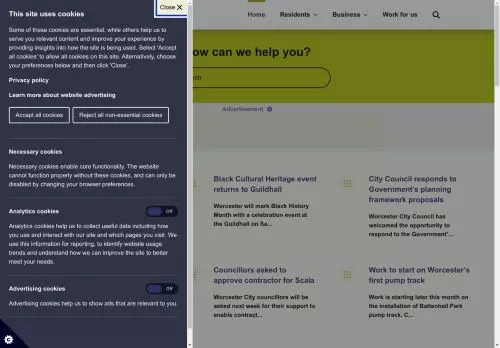 Close
This site uses cookies
Some of these cookies are essential, while others help us to
serve you relevant content and improve your experience by
providing insights into how the site is being used. Select 'Accept
all cookies' to allow all cookies on this site. Alternatively, choose
your preferences below and then click 'Close'.
Privacy policy
Learn more about website advertising
Accept all cookies
Reject all non-essential cookies
Necessary cookies
Necessary cookies enable core functionality. The website
cannot function properly without these cookies, and can only be
disabled by changing your browser preferences.
Analytics cookies
Off
Analytics cookies help us to collect useful data including how
you use and interact with our site and which pages you visit. We
use this information for reporting, to identify website usage
trends and understand how we can improve the site to better
meet your needs.
Advertising cookies
Off
Advertising cookies help us to show ads that are relevant to you.
Home
Residents
Business
Work for us
ow can we help you?
rch
Advertisement
Black Cultural Heritage event
returns to Guildhall
Worcester will mark Black History
Month with a celebration event at
the Guildhall on Sa...
City Council responds to
Government's planning
framework proposals
Worcester City Council has
welcomed the opportunity to
respond to the Government'...
Councillors asked to
approve contractor for Scala
Worcester City councillors will be
asked next week for their support to
enable contract...
Work to start on Worcester's
first pump track
Work is starting later this month on
the installation of Battenhall Park
pump track. C...